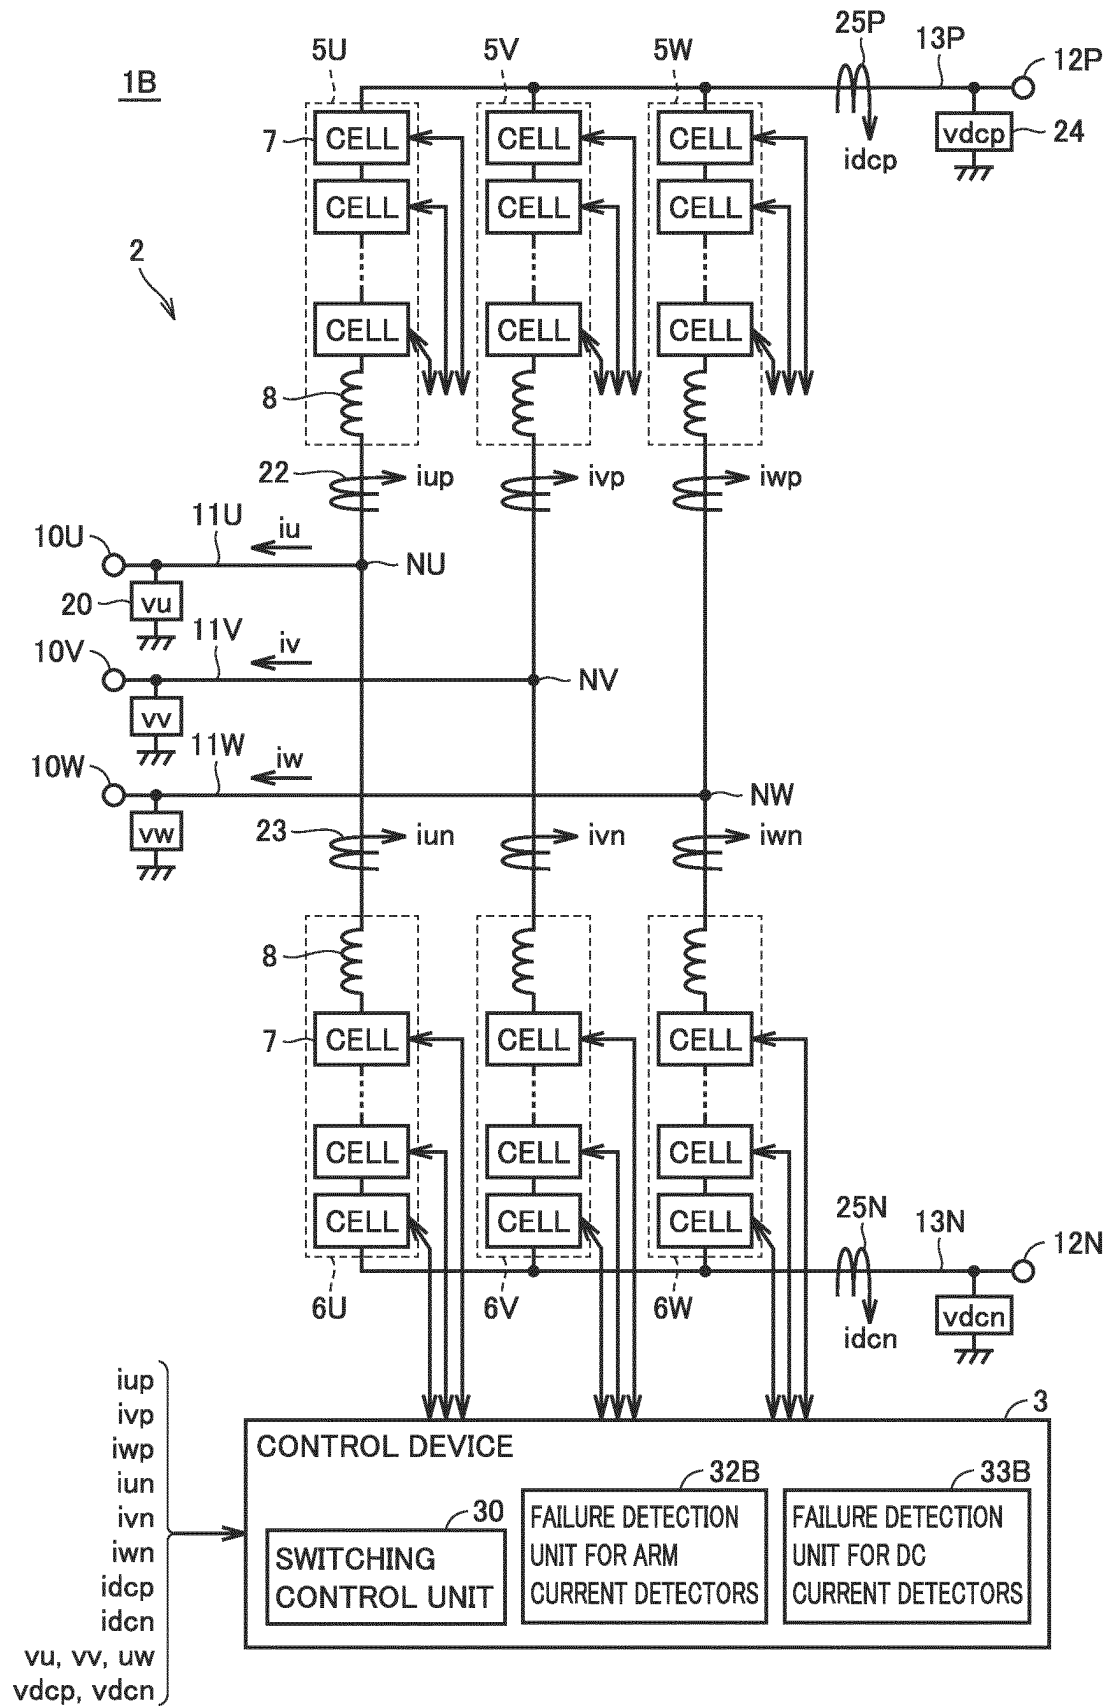 5U
5V
5W
25P
13P
12P
1B
7
CELL
CELL
CELL
vdcp
24
idcp
CELL
CELL
CELL
2
CELL
CELL
CELL
8
22
iup
ivp
iwp
10U
11U
iu
NU
20
vu
10V
11V
iv
NV
vv
10W
11W
iw
NW
vw
23
iun
ivn
iwn
8
7
CELL
CELL
CELL
CELL
CELL
CELL
CELL
CELL
CELL
25N
13N
12N
6U
6V
6W
idcn
vdcn
iup
ivp
iwp
iun
ivn
iwn
idcp
idcn
vu, vv, uw
vdcp, vdcn
3
CONTROL DEVICE
30
SWITCHING
CONTROL UNIT
32B
FAILURE DETECTION
UNIT FOR ARM
CURRENT DETECTORS
33B
FAILURE DETECTION
UNIT FOR DC
CURRENT DETECTORS